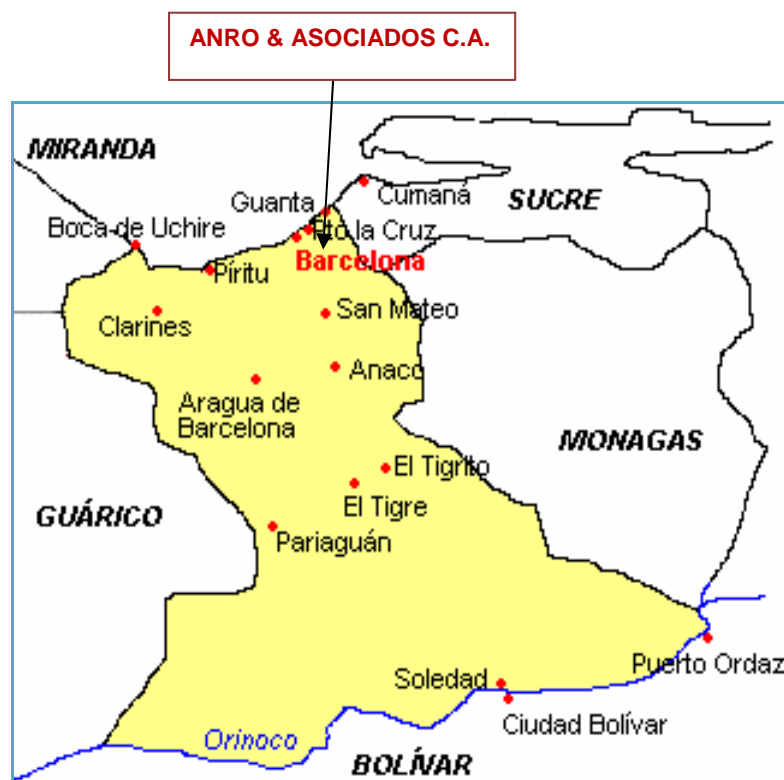 ANRO & ASOCIADOS C.A.
MIRANDA
Cumaná
SUCRE
Guanta
Boca de Uchire
Pto la Cruz
Barcelona
Píritu
Clarines
San Mateo
Anaco
Aragua de
Barcelona
MONAGAS
El Tigrito
El Tigre
GUÁRICO
Pariaguán
Puerto Ordaz
Soledad
Ciudad Bolívar
Orinoco
BOLÍVAR